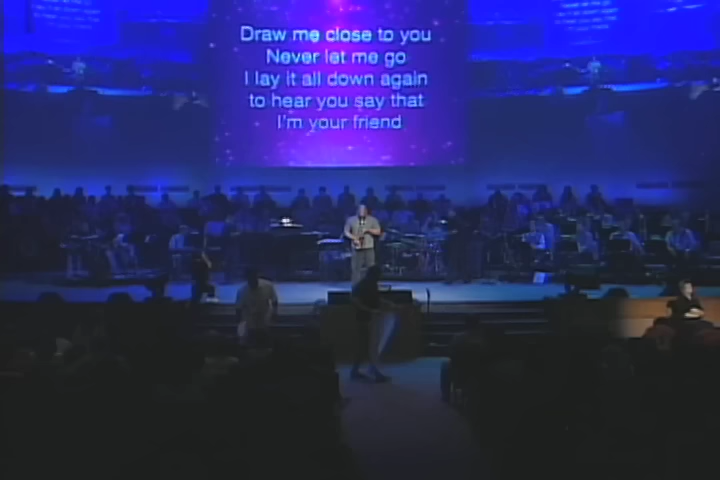 Draw me close to you
Never let me go
I lay it all down again
to hear you say that
I'm your friend